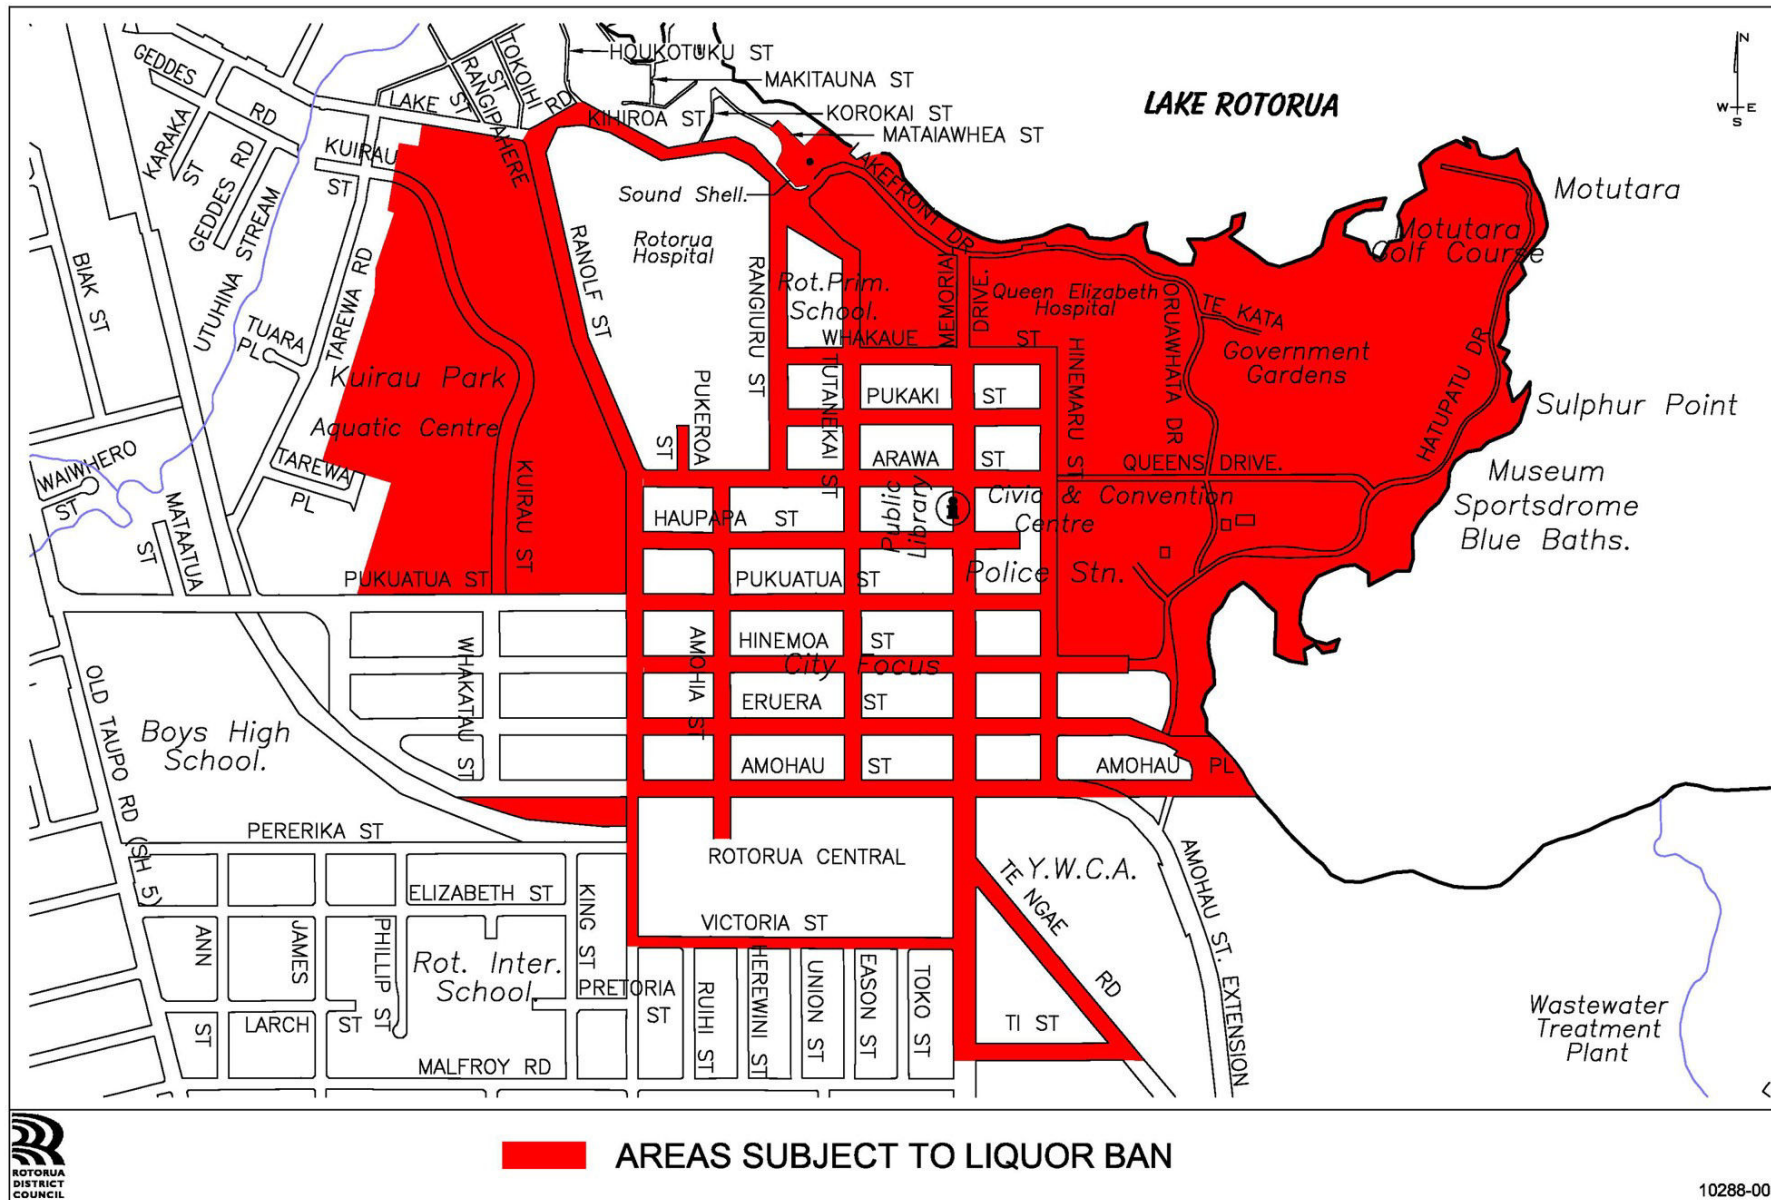 HOUKOTUKU ST
MAKITAUNA ST
KOROKAI ST
MATAIAWHEA ST
LAKE ROTORUA
N
W E
S
GEDDES
RD
KARAKA
ST
GEDDES RD
KUIRAU
ST
LAKE
ST
RANGIPAHERE
ST
TOKOIHI
RD
KIHIROA ST
LAKEFRONT DR
Sound Shell.
Rotorua
Hospital
Motutara
Motutara
Golf Course
BIAK ST
UTUHINA STREAM
TUARA
PL
TAREWA RD
RANOLF ST
RANGIURU ST
Rot.Prim.
School.
MEMORIAL
DRIVE.
Queen Elizabeth
Hospital
ORUAWHATA DR
TE KATA
Government
Gardens
HATUPATU DR
WHAKAUE
ST
HINEMARU ST
Kuirau Park
Aquatic Centre
KUIRAU ST
PUKEROA
ST
TUTANEKAI ST
PUKAKI ST
ARAWA ST
Sulphur Point
QUEENS DRIVE.
Museum
Sportsdrome
Blue Baths.
WAIWHERO
ST
TAREWA
PL
MATAATUA
ST
HAUPAPA ST
Public
Library
Civic & Convention
Centre
Police Stn.
PUKUATUA ST
PUKUATUA ST
HINEMOA ST
City Focus
ERUERA ST
AMOHIA ST
WHAKATAU ST
AMOHAU ST
AMOHAU PL
OLD TAUPO RD (SH 5)
Boys High
School.
PERERIKA ST
ROTORUA CENTRAL
Y.W.C.A.
TE NGAE
RD
AMOHAU ST. EXTENSION
ELIZABETH ST
KING ST
VICTORIA ST
ANN
ST
JAMES
PHILLIP ST
Rot. Inter.
School.
PRETORIA
ST
LARCH ST
RUIHI ST
HEREWINI ST
UNION ST
EASON ST
TOKO ST
TI ST
MALFROY RD
Wastewater
Treatment
Plant
ROTORUA
DISTRICT
COUNCIL
AREAS SUBJECT TO LIQUOR BAN
10288-00